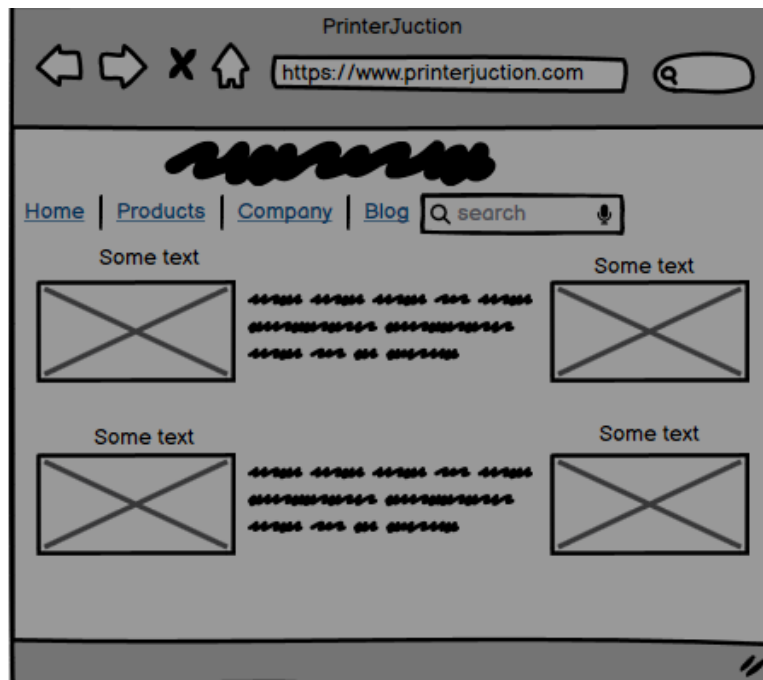 PrinterJuction
https://www.printerjuction.com
Home Products Company Blog search
Some text
Some text
Some text
Some text